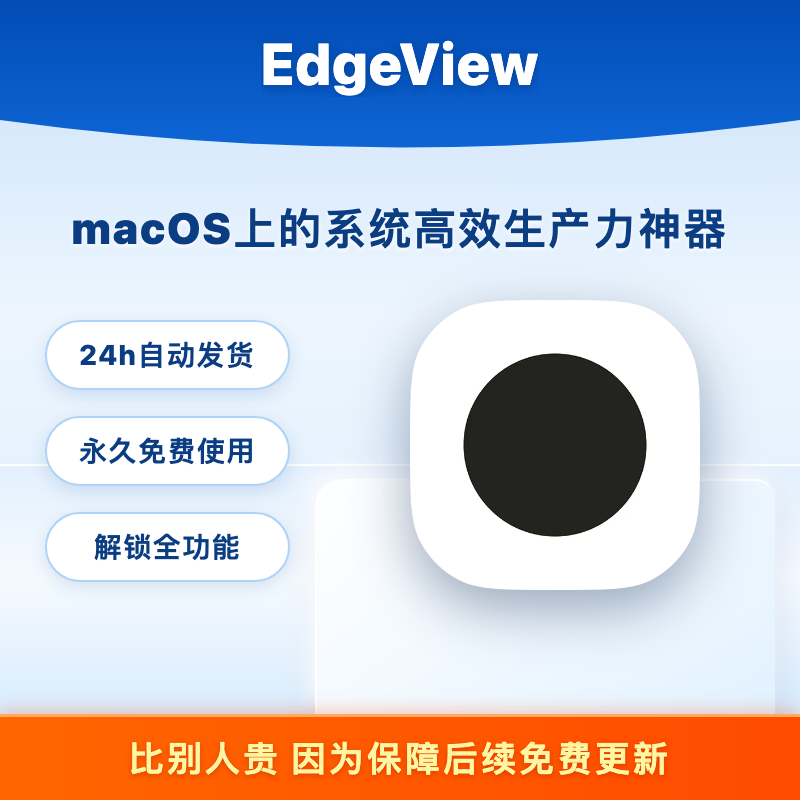 EdgeView
macOS上的系统高效生产力神器
24h自动发货
永久免费使用
解锁全功能
比别人贵 因为保障后续免费更新